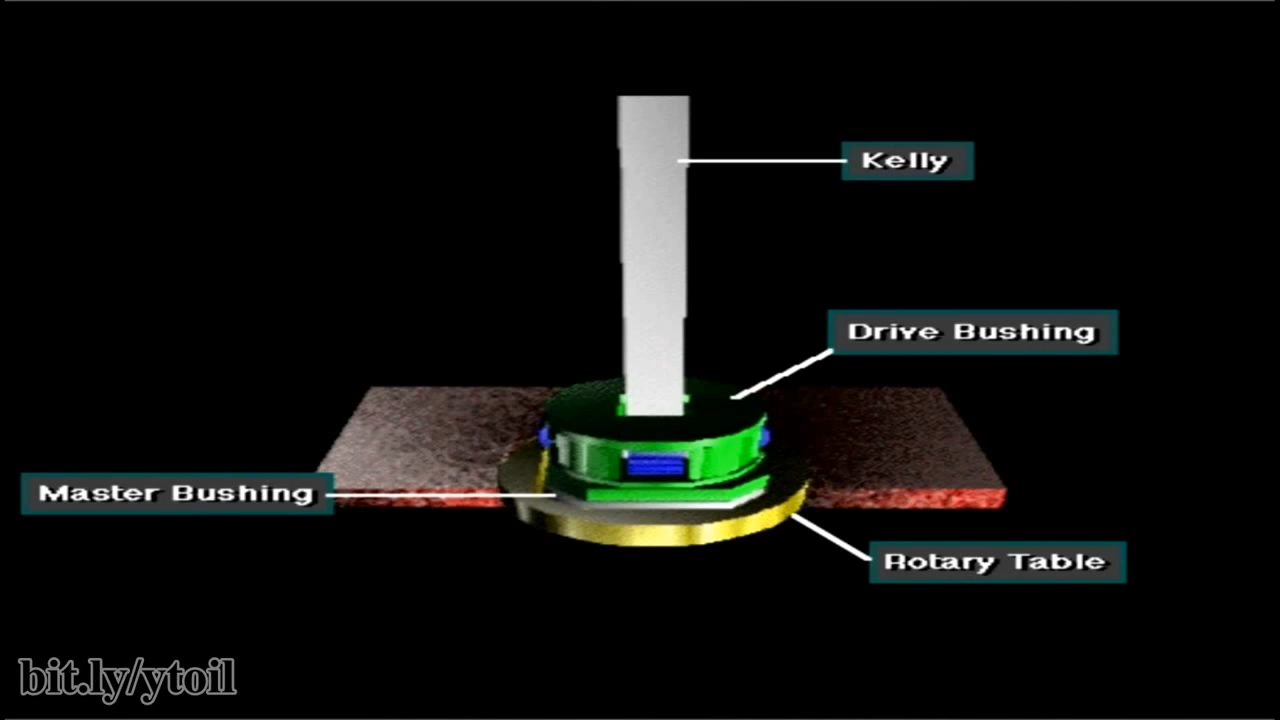 Kelly
Drive Bushing
Master Bushing
Rotary Table
bit.ly/ytoil